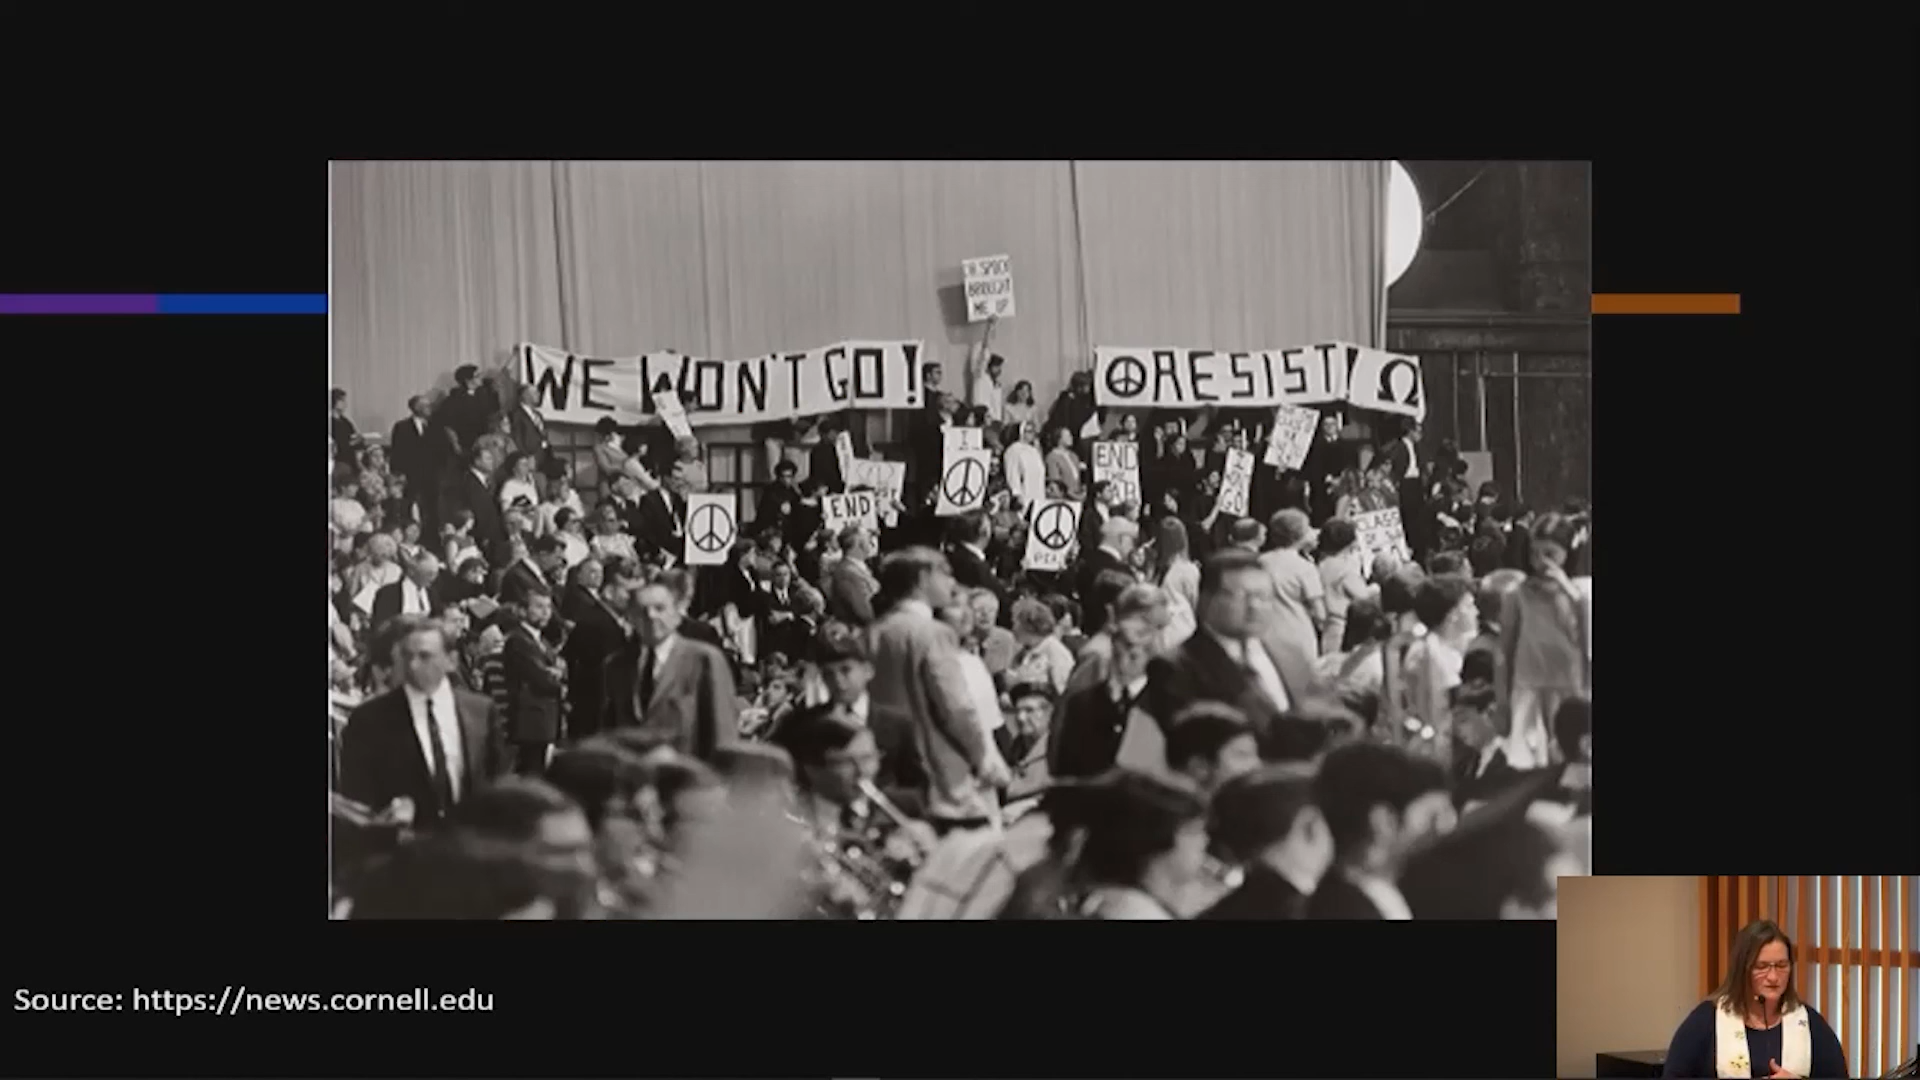 DR. SPOCK
BROUGHT
ME UP
WE WON'T GO!
RESIST! Ω
I
END
THE
WAR
END
GO!
CLASS
OF
Source: https://news.cornell.edu